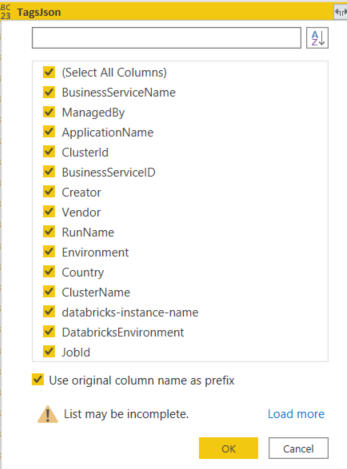 ABC
123 TagsJson
(Select All Columns)
BusinessServiceName
ManagedBy
ApplicationName
ClusterId
BusinessServiceID
Creator
Vendor
RunName
Environment
Country
ClusterName
databricks-instance-name
DatabricksEnvironment
JobId
Use original column name as prefix
List may be incomplete.
Load more
OK
Cancel